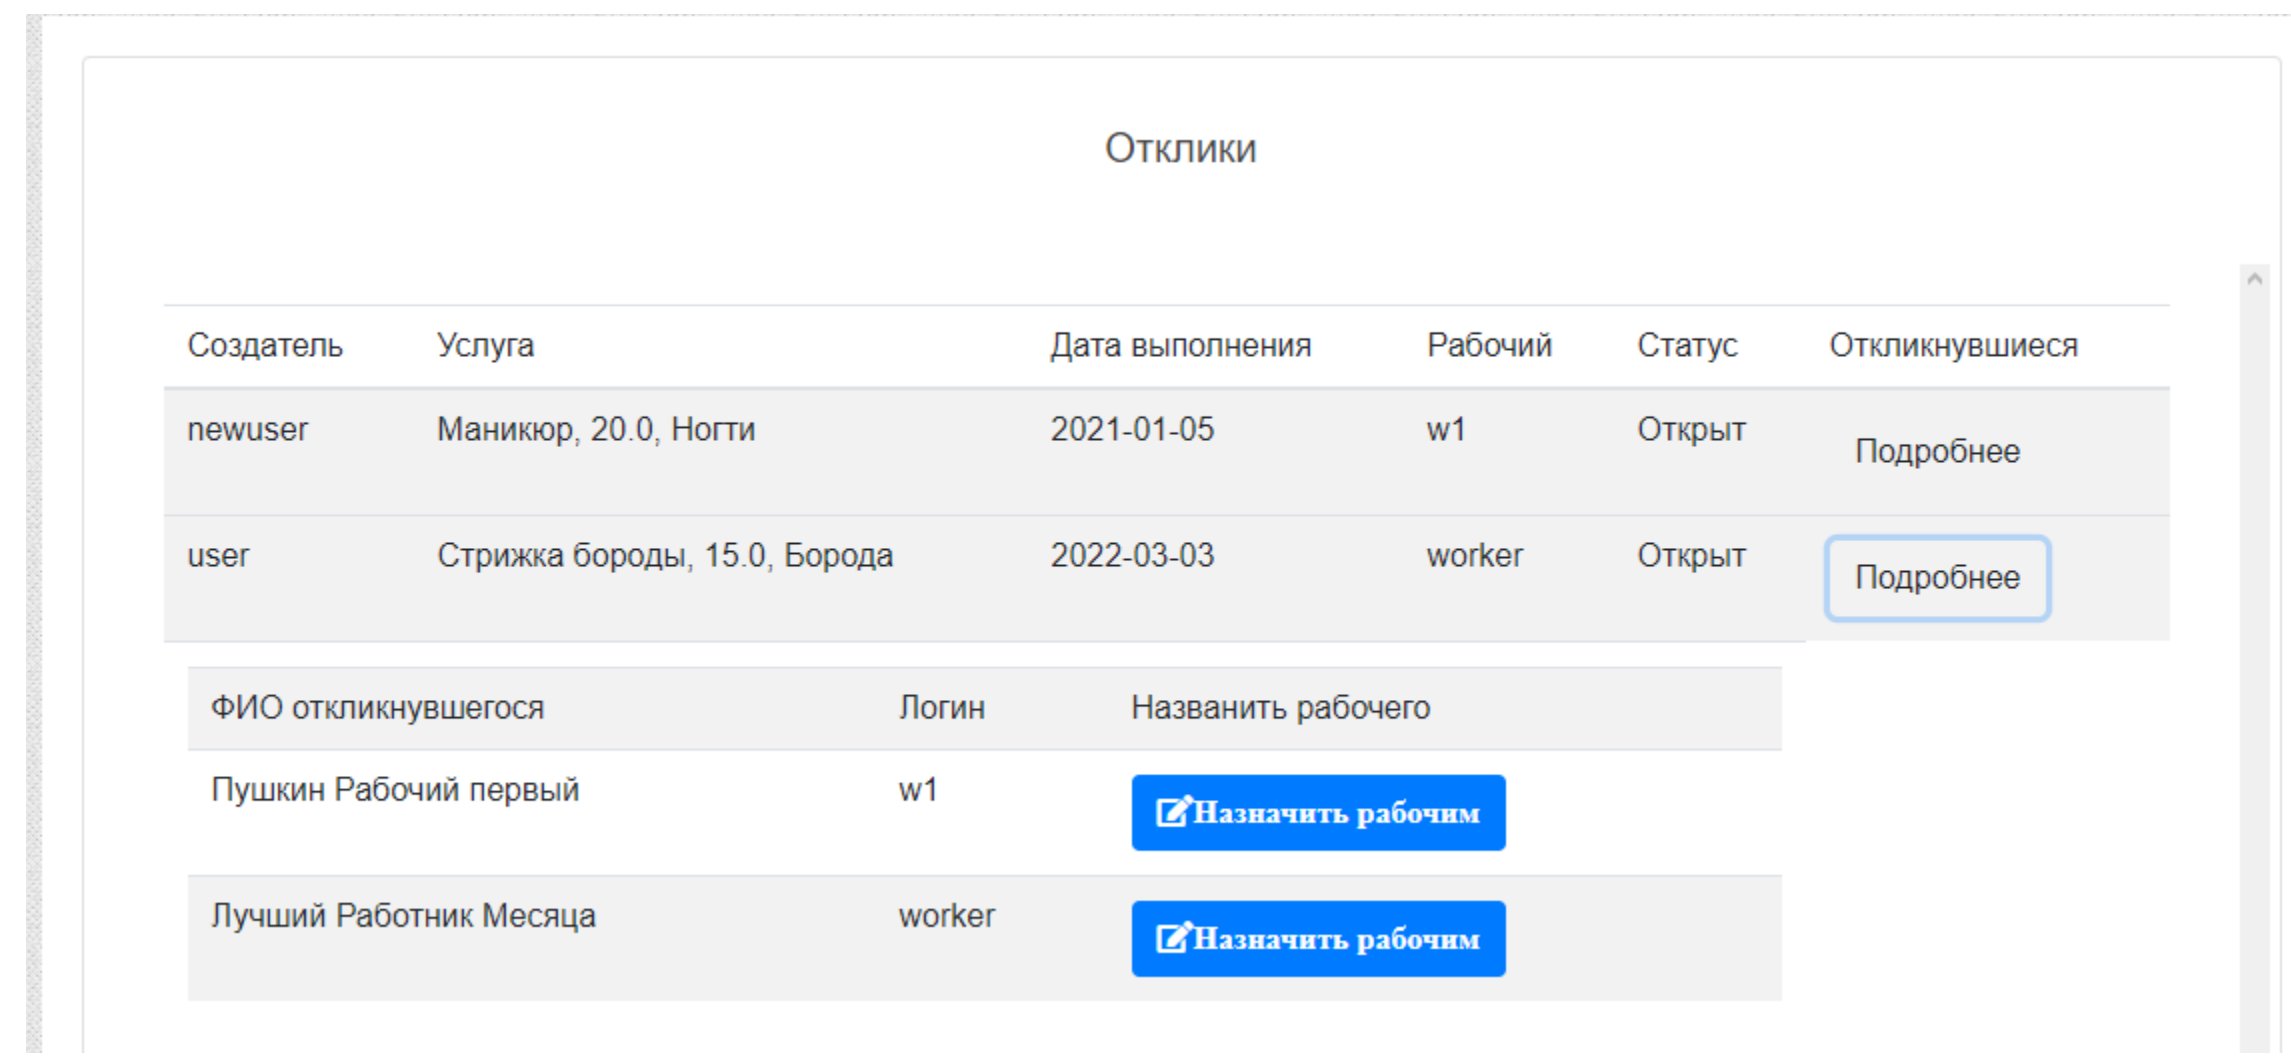 Отклики
Создатель Услуга Дата выполнения Рабочий Статус Откликнувшиеся
newuser Маникюр, 20.0, Ногти 2021-01-05 w1 Открыт Подробнее
user Стрижка бороды, 15.0, Борода 2022-03-03 worker Открыт Подробнее
ФИО откликнувшегося Логин Названить рабочего
Пушкин Рабочий первый w1 Назначить рабочим
Лучший Работник Месяца worker Назначить рабочим